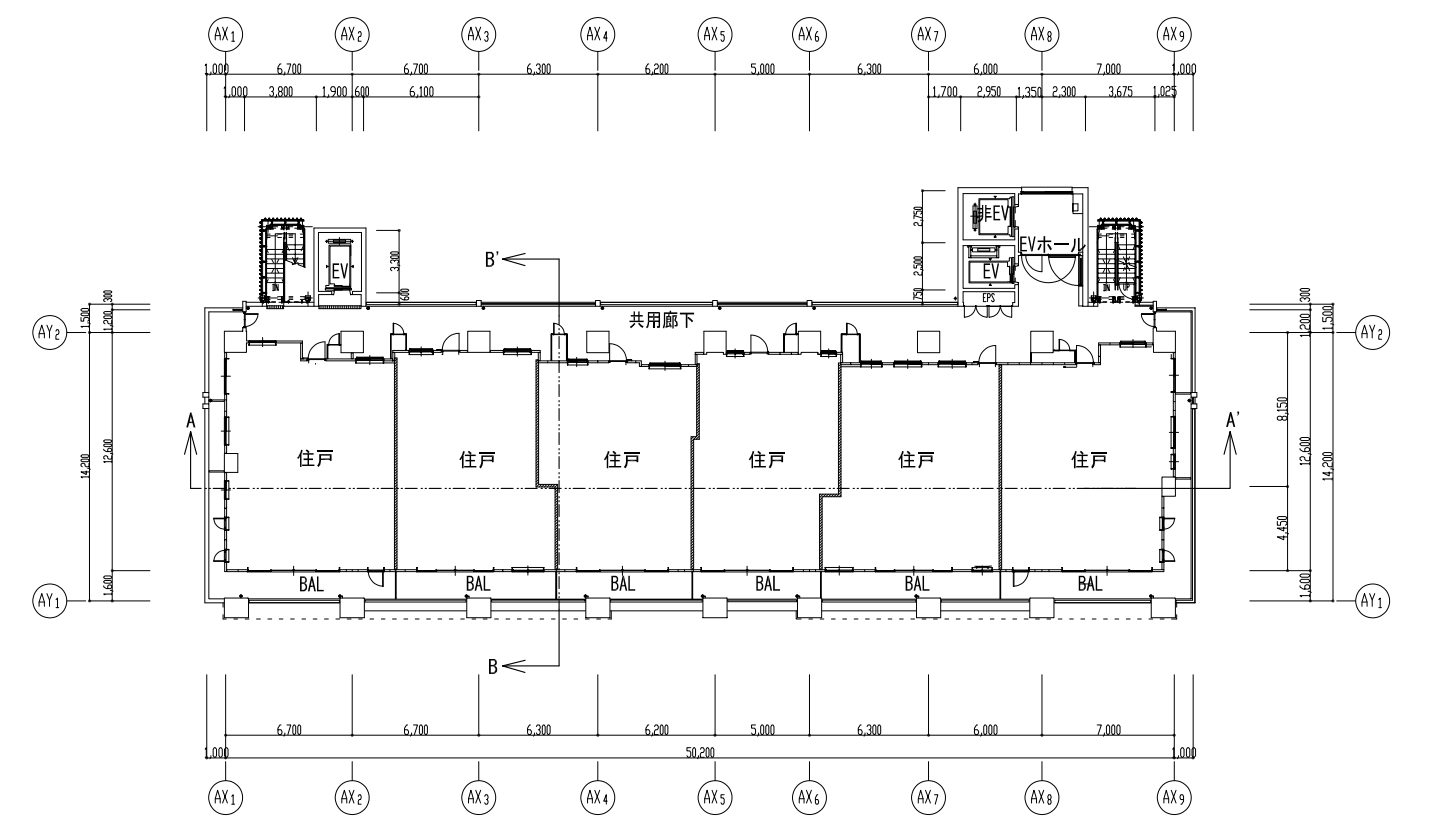 AX1 AX2 AX3 AX4 AX5 AX6 AX7 AX8 AX9
1,000 6,700 6,700 6,300 6,200 5,000 6,300 6,000 7,000 1,000
1,000 3,800 1,900 600 6,100 1,700 2,950 1,350 2,300 3,675 1,025
2,750
非EV
B' EVホール
3,300 EV 2,500 EV
DN DN UP
600 750 EPS
300 300
共用廊下
1,500 1,200 1,200 1,500
AY2 AY2
A A'
8,150
住戸 住戸 住戸 住戸 住戸 住戸
14,200 12,600 12,600 14,200
4,450
BAL BAL BAL BAL BAL BAL
1,600 1,600
AY1 AY1
B
6,700 6,700 6,300 6,200 5,000 6,300 6,000 7,000
1,000 50,200 1,000
AX1 AX2 AX3 AX4 AX5 AX6 AX7 AX8 AX9